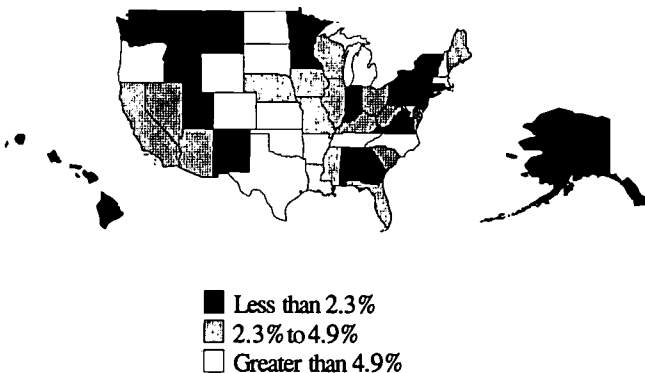 Less than 2.3%
2.3% to 4.9%
Greater than 4.9%